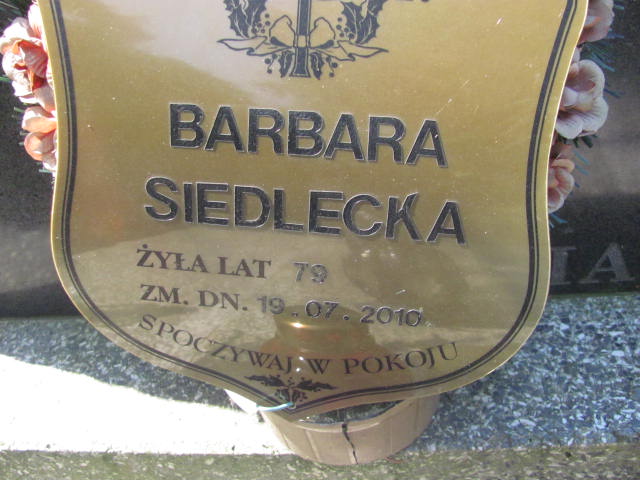 BARBARA
SIEDLECKA
ŻYŁA LAT 79
ZM. DN. 19.07.2010
SPOCZYWAJ W POKOJU